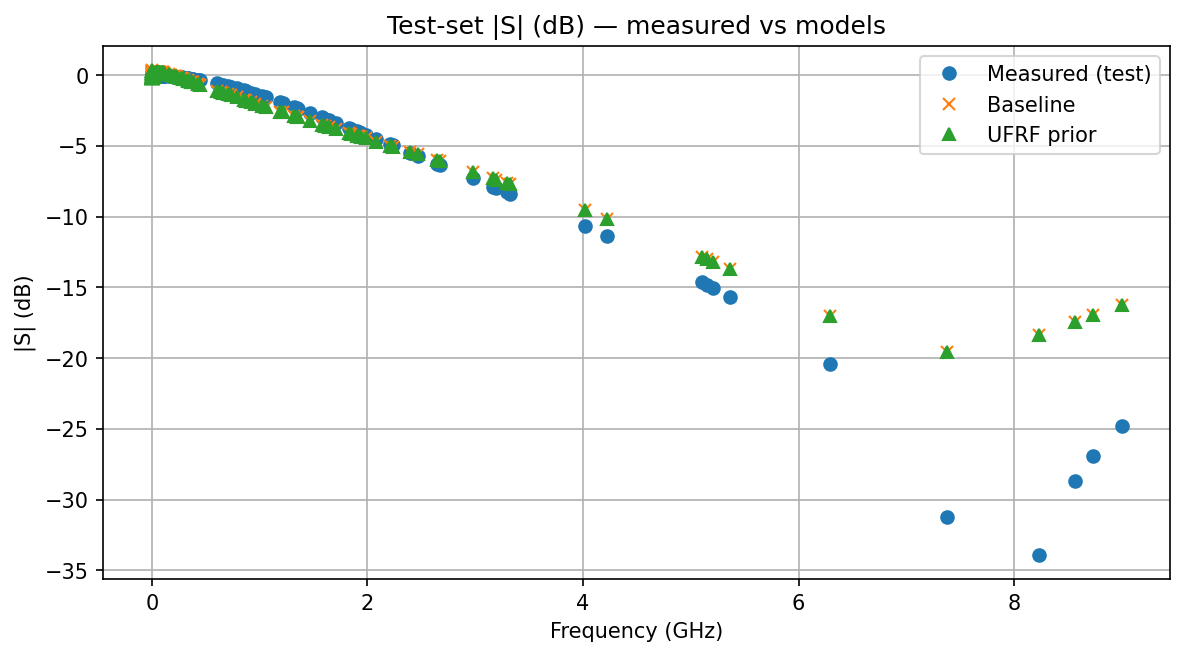 Test-set |S| (dB) — measured vs models
Measured (test)
Baseline
UFRF prior
|S| (dB)
0
−5
−10
−15
−20
−25
−30
−35
0 2 4 6 8
Frequency (GHz)